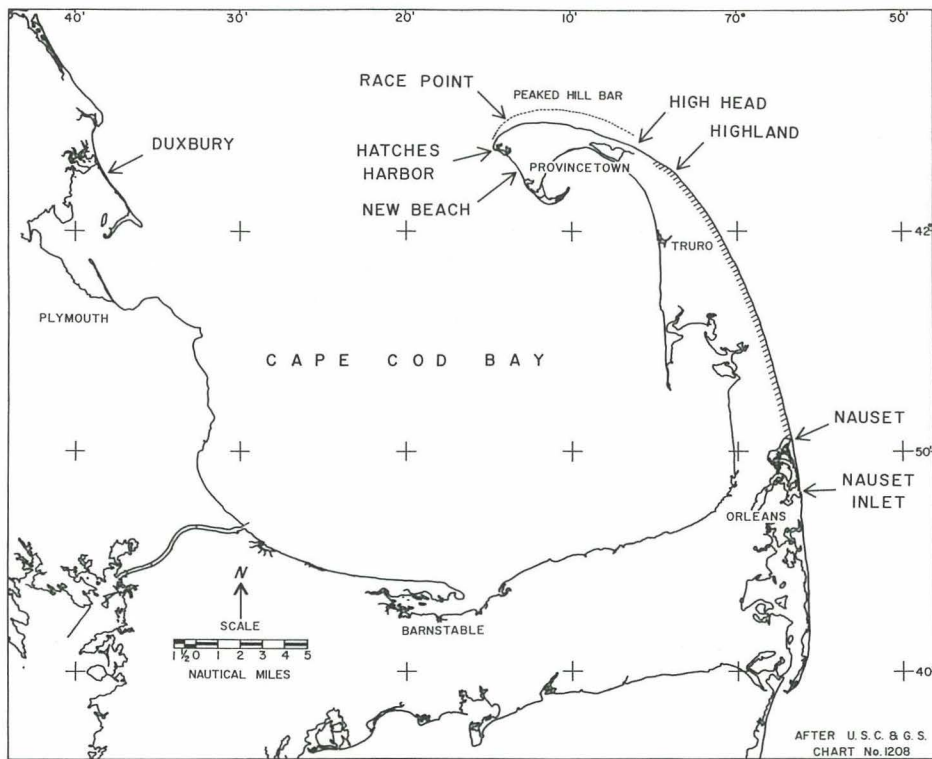 40'
30'
20'
10'
70°
50'
RACE POINT
PEAKED HILL BAR
HIGH HEAD
HIGHLAND
DUXBURY
HATCHES
HARBOR
PROVINCETOWN
NEW BEACH
42°
TRURO
PLYMOUTH
CAPE COD BAY
NAUSET
50'
NAUSET
INLET
ORLEANS
N
SCALE
1 ½ 0 1 2 3 4 5
NAUTICAL MILES
BARNSTABLE
40'
AFTER U.S.C. & G.S.
CHART No. 1208